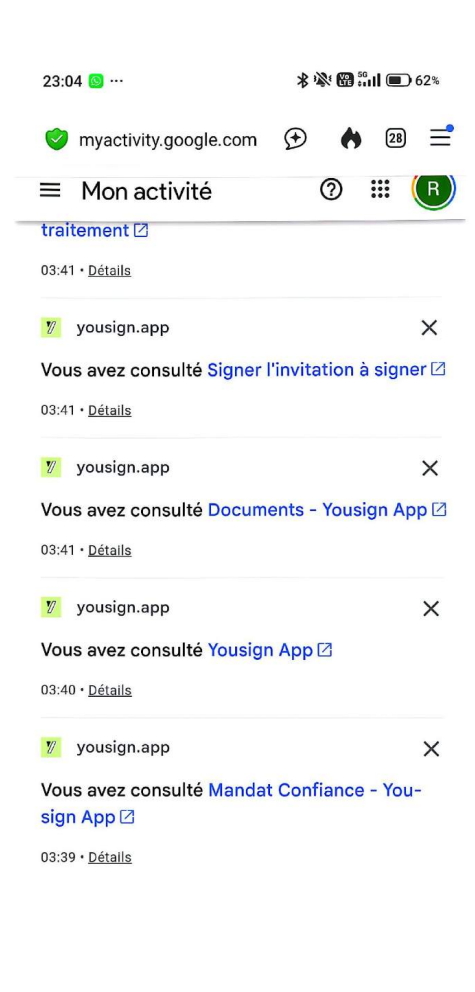 23:04 ...
Vo LTE 5G 62%
myactivity.google.com 28
Mon activité R
traitement
03:41 • Détails
yousign.app
Vous avez consulté Signer l'invitation à signer
03:41 • Détails
yousign.app
Vous avez consulté Documents - Yousign App
03:41 • Détails
yousign.app
Vous avez consulté Yousign App
03:40 • Détails
yousign.app
Vous avez consulté Mandat Confiance - You-
sign App
03:39 • Détails